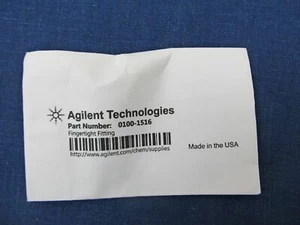 Agilent Technologies
Part Number: 0100-1516
Fingertight Fitting
http://www.agilent.com/chem/supplies
Made in the USA